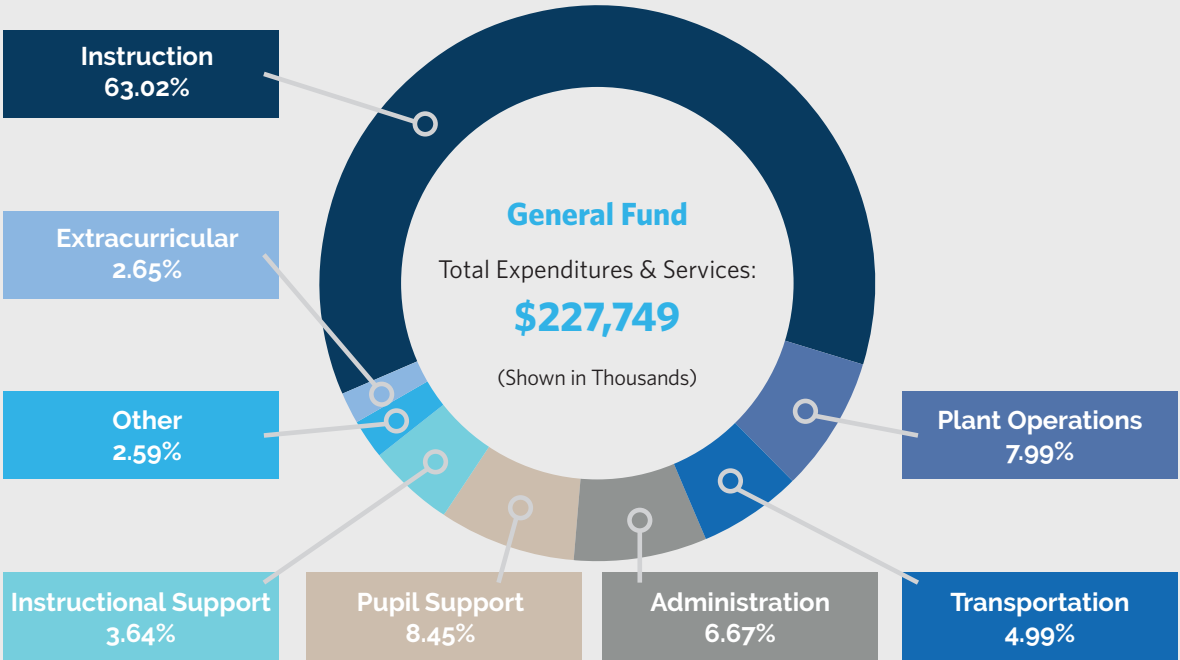 Instruction
63.02%
General Fund
Total Expenditures & Services:
$227,749
(Shown in Thousands)
Extracurricular
2.65%
Other
2.59%
Plant Operations
7.99%
Instructional Support
3.64%
Pupil Support
8.45%
Administration
6.67%
Transportation
4.99%